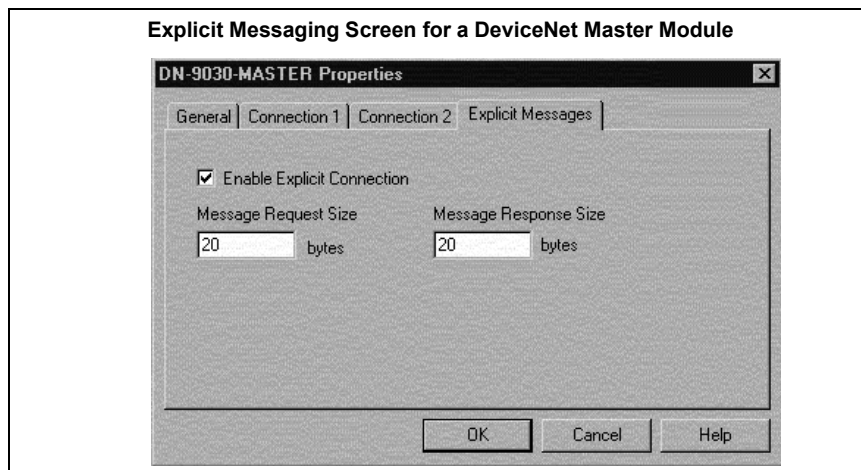 Explicit Messaging Screen for a DeviceNet Master Module
DN-9030-MASTER Properties
General Connection 1 Connection 2 Explicit Messages
Enable Explicit Connection
Message Request Size Message Response Size
20 bytes 20 bytes
OK Cancel Help